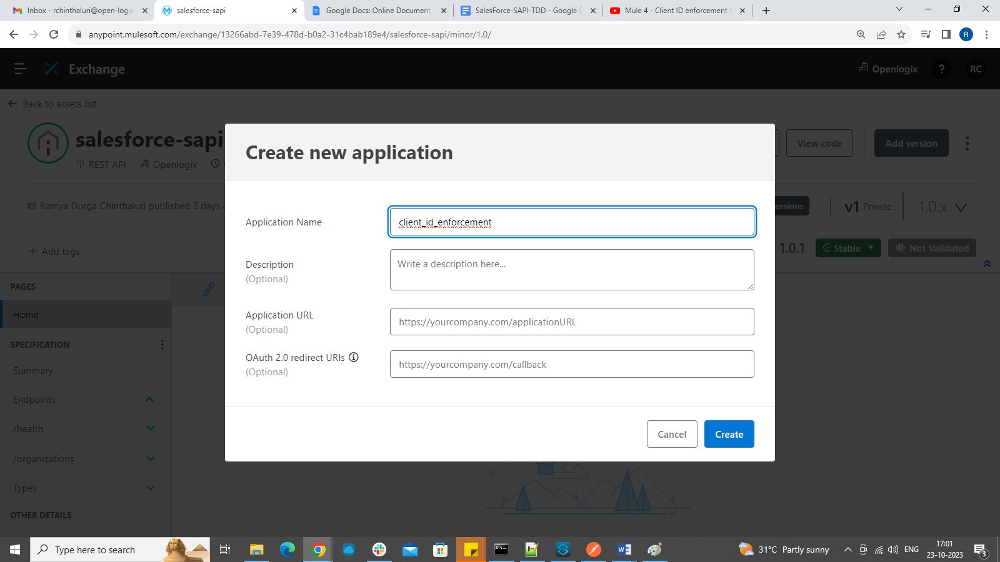 Inbox - rchinthaluri@open-logix
salesforce-sapi
Google Docs: Online Document
SalesForce-SAPI-TDD - Google D
Mule 4 - Client ID enforcement P
anypoint.mulesoft.com/exchange/13266abd-7e39-478d-b0a2-31c4bab189e4/salesforce-sapi/minor/1.0/
R
Exchange
Openlogix
?
RC
Back to assets list
salesforce-sapi
View code
Add version
REST API
Openlogix
Create new application
Ramya Durga Chinthaluri published 3 days a
ersions
v1 Private
1.0.x
Application Name
client_id_enforcement
Add tags
1.0.1
Stable
Not Validated
Description
(Optional)
Write a description here...
PAGES
Home
Application URL
(Optional)
https://yourcompany.com/applicationURL
SPECIFICATION
OAuth 2.0 redirect URIs
(Optional)
https://yourcompany.com/callback
Summary
Endpoints
/health
/organizations
Types
OTHER DETAILS
Cancel
Create
Type here to search
31°C Partly sunny
ENG
17:01
23-10-2023
3